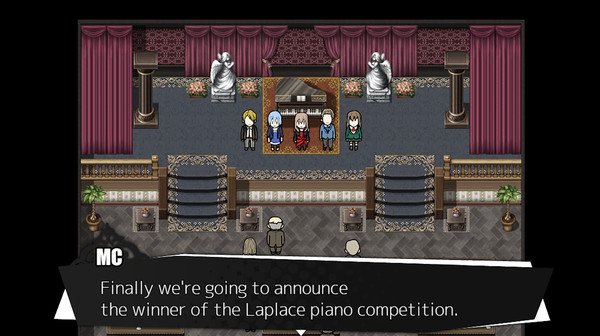 MC
Finally we're going to announce
the winner of the Laplace piano competition.